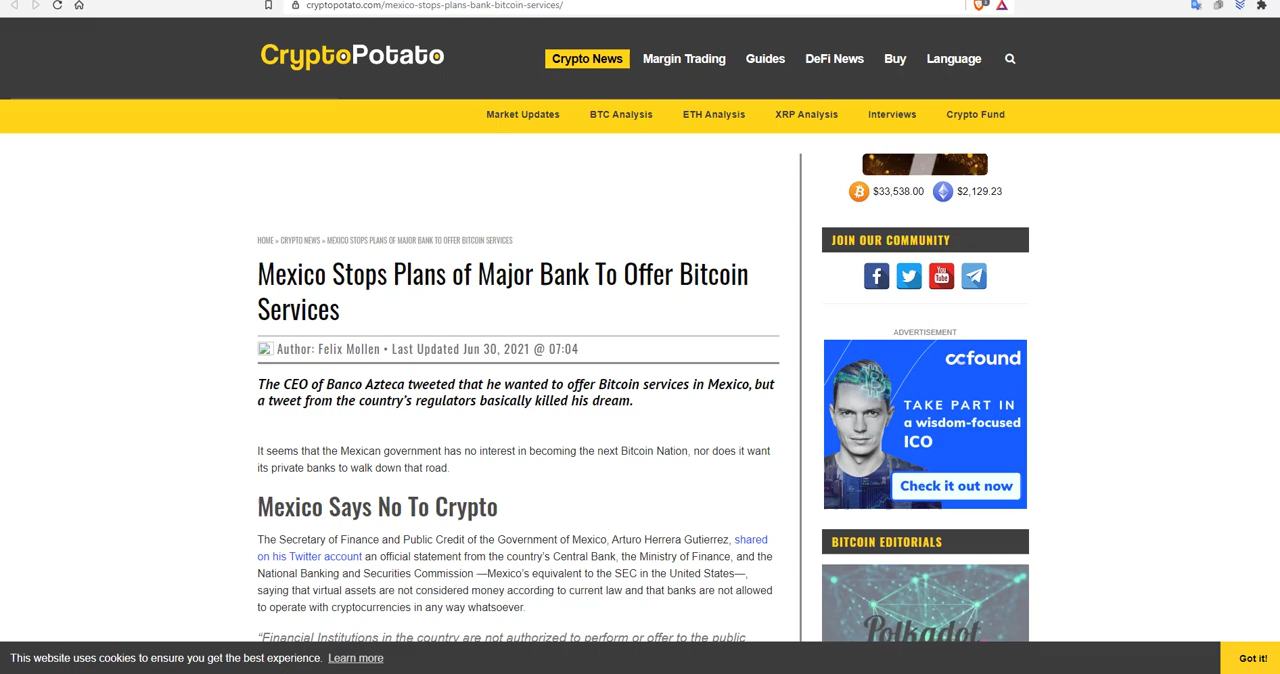 cryptopotato.com/mexico-stops-plans-bank-bitcoin-services/
CryptoPotato
Crypto News Margin Trading Guides DeFi News Buy Language
Market Updates BTC Analysis ETH Analysis XRP Analysis Interviews Crypto Fund
$33,538.00 $2,129.23
HOME » CRYPTO NEWS » MEXICO STOPS PLANS OF MAJOR BANK TO OFFER BITCOIN SERVICES
Mexico Stops Plans of Major Bank To Offer Bitcoin
Services
Author: Felix Mollen • Last Updated Jun 30, 2021 @ 07:04
The CEO of Banco Azteca tweeted that he wanted to offer Bitcoin services in Mexico, but
a tweet from the country's regulators basically killed his dream.
It seems that the Mexican government has no interest in becoming the next Bitcoin Nation, nor does it want
its private banks to walk down that road.
Mexico Says No To Crypto
The Secretary of Finance and Public Credit of the Government of Mexico, Arturo Herrera Gutierrez, shared
on his Twitter account an official statement from the country's Central Bank, the Ministry of Finance, and the
National Banking and Securities Commission —Mexico's equivalent to the SEC in the United States—,
saying that virtual assets are not considered money according to current law and that banks are not allowed
to operate with cryptocurrencies in any way whatsoever.
"Financial Institutions in the country are not authorized to perform or offer to the public
JOIN OUR COMMUNITY
You
Tube
ADVERTISEMENT
ccfound
TAKE PART IN
a wisdom-focused
ICO
Check it out now
BITCOIN EDITORIALS
Polkadot
This website uses cookies to ensure you get the best experience. Learn more
Got it!